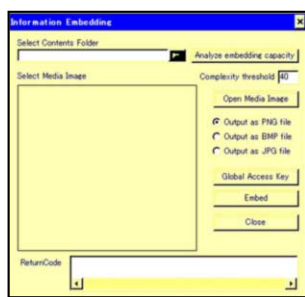 Information Embedding
Select Contents Folder
Analyze embedding capacity
Select Media Image
Complexity threshold 40
Open Media Image
Output as PNG file
Output as BMP file
Output as JPG file
Global Access Key
Embed
Close
ReturnCode